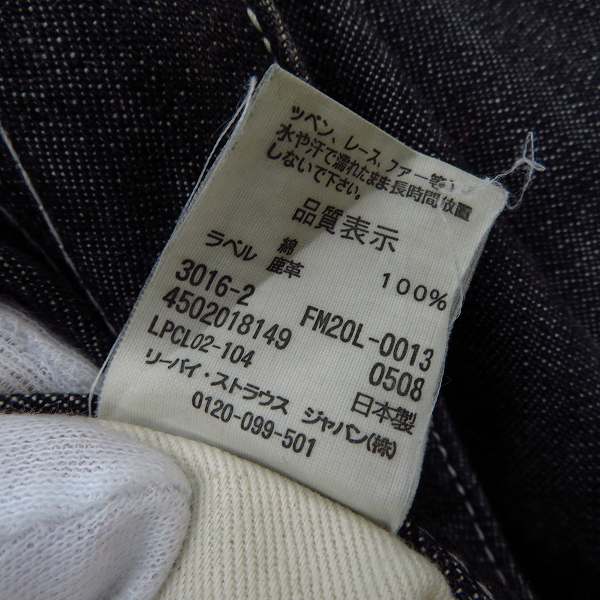 ッペン、レース、ファー等)、
水や汗で濡れたまま長時間放置
しないで下さい。
品質表示
綿 100%
ラベル 鹿革
3016-2 FM20L-0013
4502018149 0508
LPCL02-104 日本製
リーバイ・ストラウス ジャパン(株)
0120-099-501